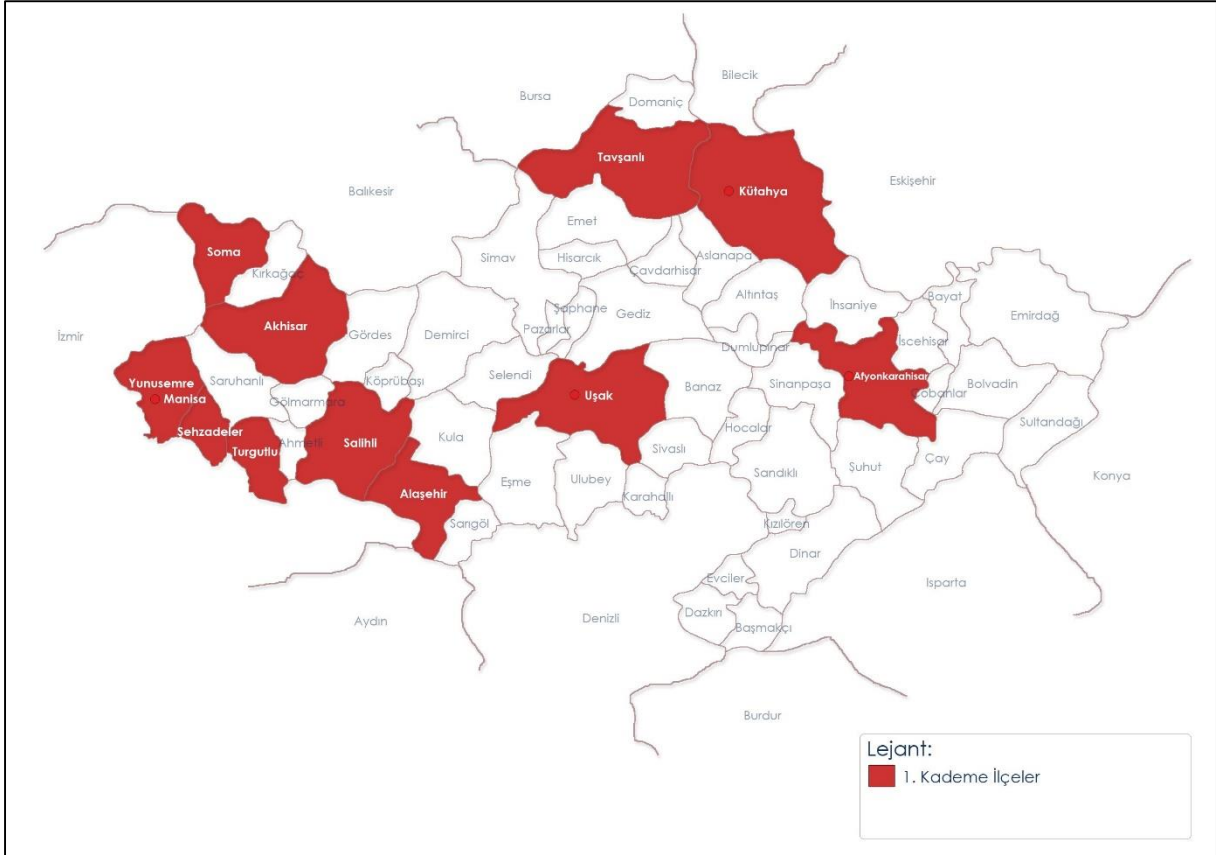 Bilecik
Bursa
Domaniç
Tavşanlı
Kütahya
Eskişehir
Balıkesir
Emet
Soma
Kırkağaç
Simav
Hisarcık
Aslanapa
Çavdarhisar
Altıntaş
İhsaniye
Bayat
Emirdağ
Şaphane
Gediz
Pazarlar
Akhisar
Gördes
Demirci
İzmir
Dumlupınar
İscehisar
Yunusemre
Manisa
Saruhanlı
Köprübaşı
Selendi
Uşak
Banaz
Sinanpaşa
Afyonkarahisar
Çobanlar
Bolvadin
Gölmarmara
Sultandağı
Şehzadeler
Turgutlu
Ahmetli
Salihli
Kula
Hocalar
Sivaslı
Çay
Şuhut
Sandıklı
Konya
Alaşehir
Eşme
Ulubey
Karahallı
Sarıgöl
Kızılören
Dinar
Evciler
Isparta
Dazkırı
Başmakçı
Aydın
Denizli
Burdur
Lejant:
1. Kademe İlçeler